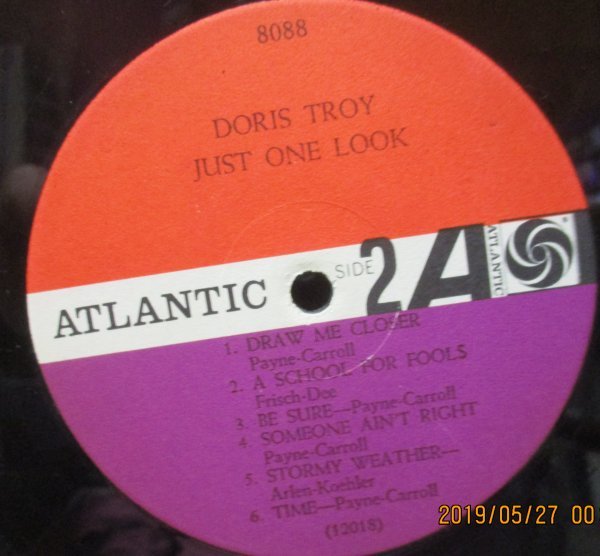 8088
DORIS TROY
JUST ONE LOOK
ATLANTIC
SIDE 2
A
ATLANTIC
®
1. DRAW ME CLOSER
Payne-Carroll
2. A SCHOOL FOR FOOLS
Frisch-Dee
3. BE SURE—Payne-Carroll
4. SOMEONE AIN'T RIGHT
Payne-Carroll
5. STORMY WEATHER—
Arlen-Koehler
6. TIME—Payne-Carroll
(12018)
2019/05/27 00